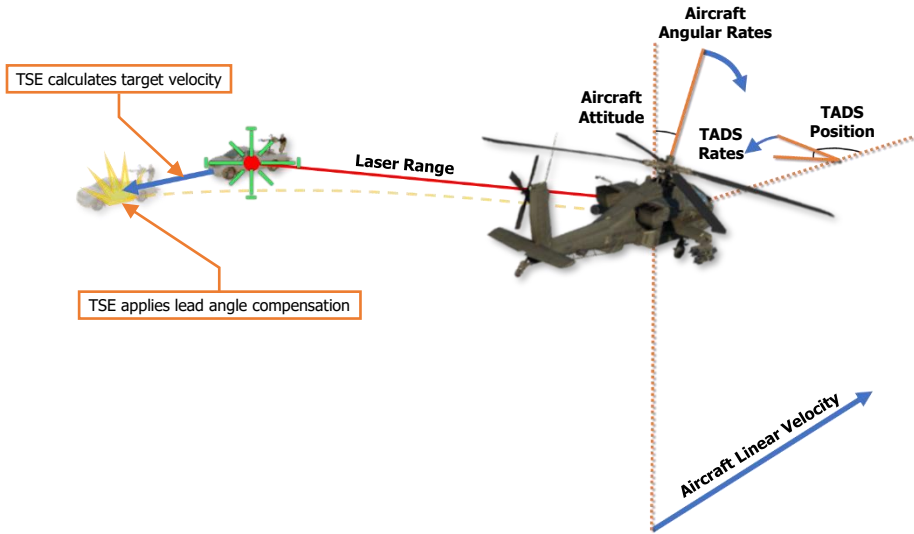 Aircraft
Angular Rates
TSE calculates target velocity
Aircraft
Attitude
TADS
Position
TADS
Rates
Laser Range
TSE applies lead angle compensation
Aircraft Linear Velocity